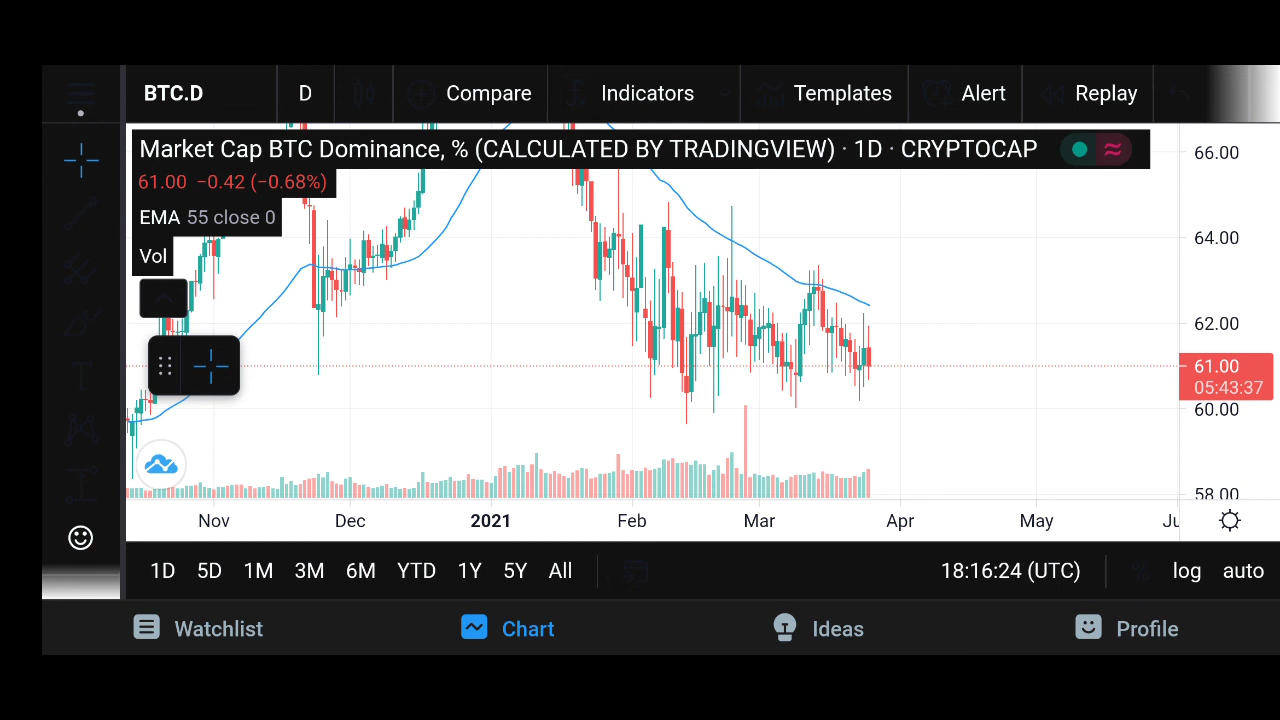 BTC.D D Compare Indicators Templates Alert Replay
Market Cap BTC Dominance, % (CALCULATED BY TRADINGVIEW) · 1D · CRYPTOCAP
61.00 −0.42 (−0.68%)
EMA 55 close 0
Vol
66.00
64.00
62.00
61.00
05:43:37
60.00
58.00
Nov Dec 2021 Feb Mar Apr May Ju
1D 5D 1M 3M 6M YTD 1Y 5Y All 18:16:24 (UTC) % log auto
Watchlist Chart Ideas Profile